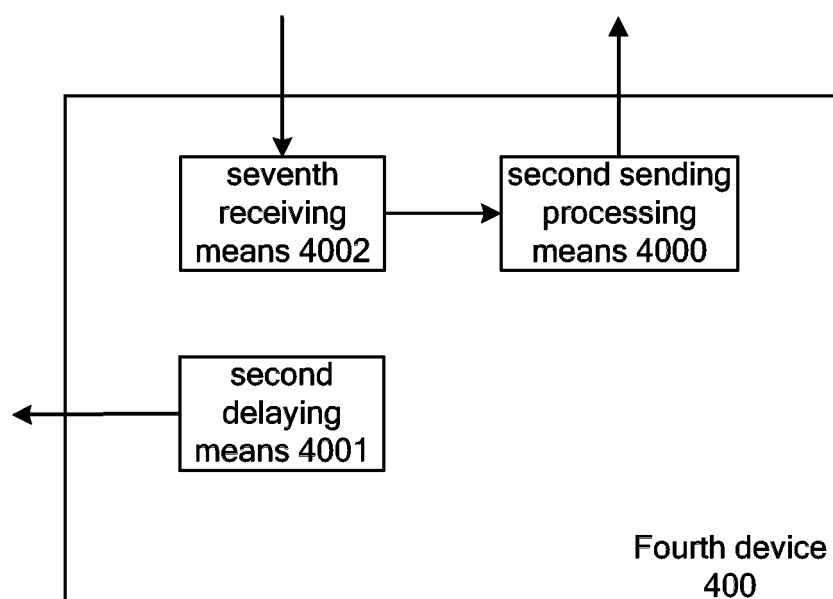 seventh
receiving
means 4002
second sending
processing
means 4000
second
delaying
means 4001
Fourth device
400